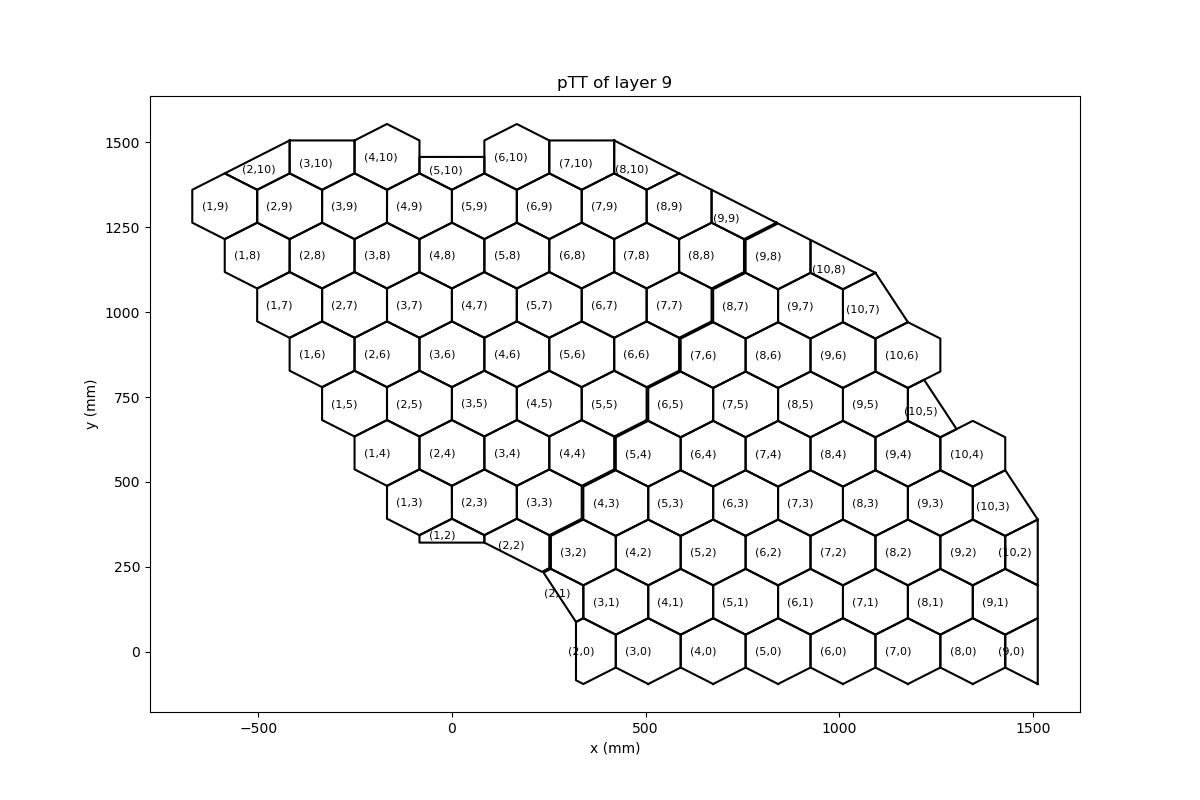 pTT of layer 9
1500
(4,10) (6,10)
(2,10) (3,10) (5,10) (7,10) (8,10)
(1,9) (2,9) (3,9) (4,9) (5,9) (6,9) (7,9) (8,9) (9,9)
1250
(1,8) (2,8) (3,8) (4,8) (5,8) (6,8) (7,8) (8,8) (9,8) (10,8)
1000
(1,7) (2,7) (3,7) (4,7) (5,7) (6,7) (7,7) (8,7) (9,7) (10,7)
(1,6) (2,6) (3,6) (4,6) (5,6) (6,6) (7,6) (8,6) (9,6) (10,6)
750
(1,5) (2,5) (3,5) (4,5) (5,5) (6,5) (7,5) (8,5) (9,5) (10,5)
y (mm)
(1,4) (2,4) (3,4) (4,4) (5,4) (6,4) (7,4) (8,4) (9,4) (10,4)
500
(1,3) (2,3) (3,3) (4,3) (5,3) (6,3) (7,3) (8,3) (9,3) (10,3)
(1,2) (2,2) (3,2) (4,2) (5,2) (6,2) (7,2) (8,2) (9,2) (10,2)
250
(2,1) (3,1) (4,1) (5,1) (6,1) (7,1) (8,1) (9,1)
0
(2,0) (3,0) (4,0) (5,0) (6,0) (7,0) (8,0) (9,0)
−500 0 500 1000 1500
x (mm)